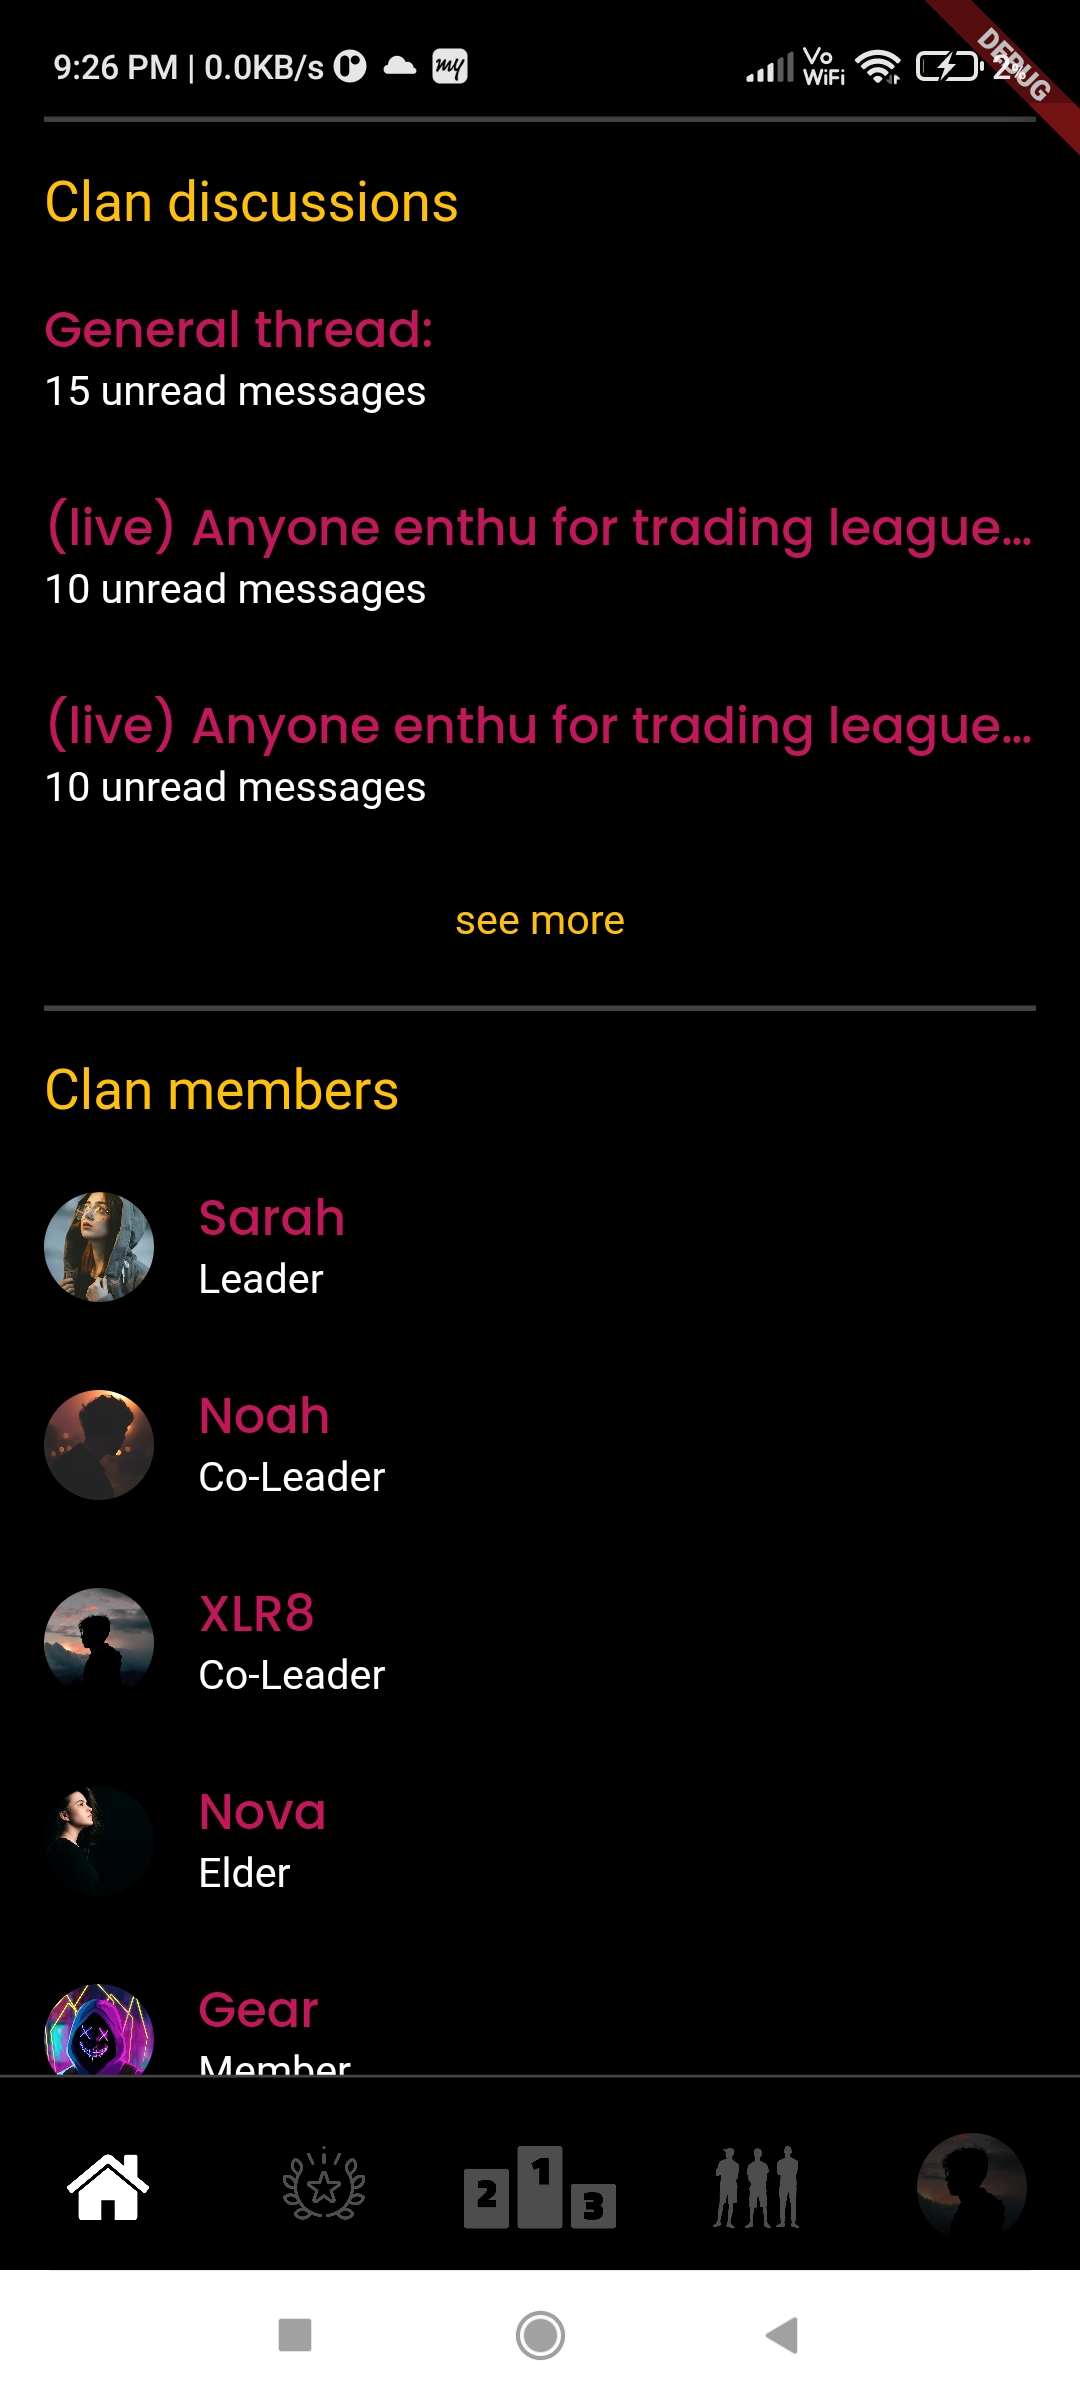 9:26 PM | 0.0KB/s my Vo WiFi
DEBUG
Clan discussions
General thread:
15 unread messages
(live) Anyone enthu for trading league...
10 unread messages
(live) Anyone enthu for trading league...
10 unread messages
see more
Clan members
Sarah
Leader
Noah
Co-Leader
XLR8
Co-Leader
Nova
Elder
Gear
Member
2 1 3